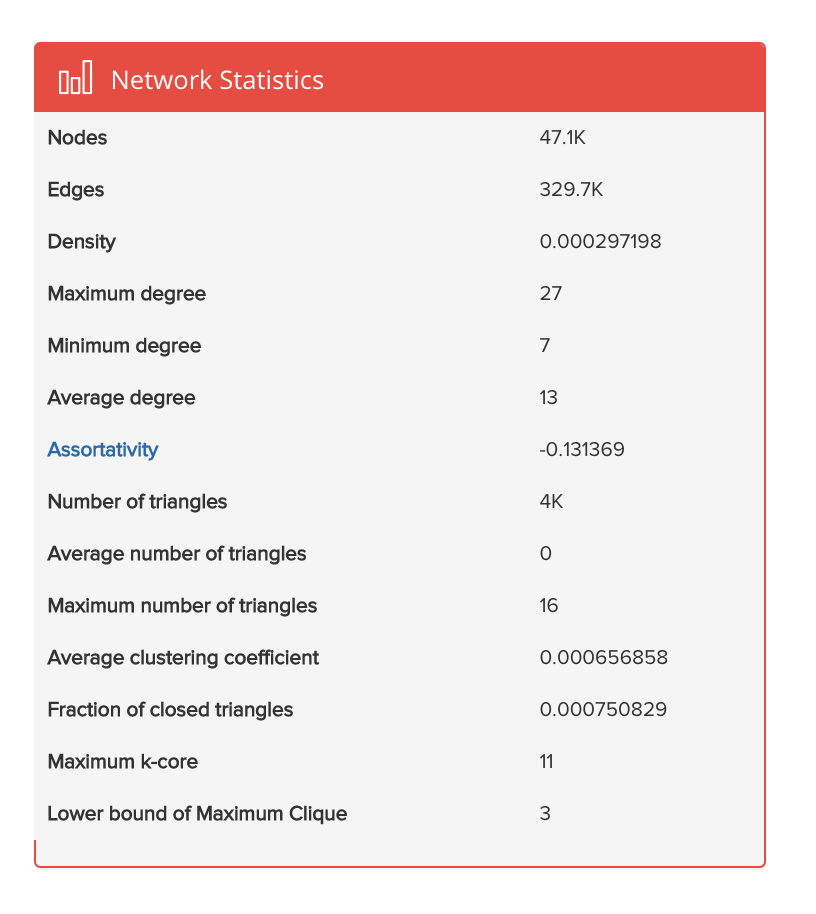 Network Statistics
Nodes 47.1K
Edges 329.7K
Density 0.000297198
Maximum degree 27
Minimum degree 7
Average degree 13
Assortativity -0.131369
Number of triangles 4K
Average number of triangles 0
Maximum number of triangles 16
Average clustering coefficient 0.000656858
Fraction of closed triangles 0.000750829
Maximum k-core 11
Lower bound of Maximum Clique 3